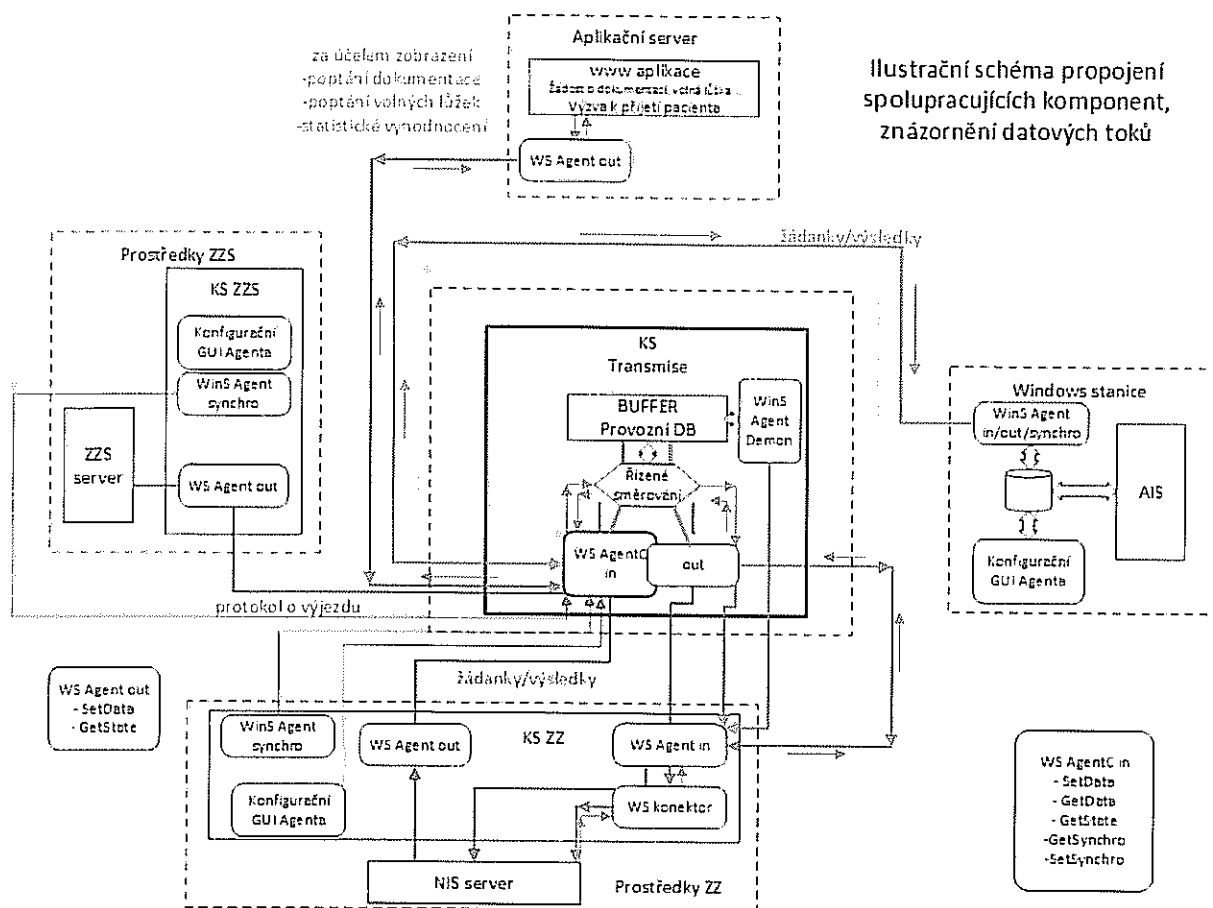 za účelem zobrazení
-poptání dokumentace
-poptání volných lůžek
-statistické vyhodnocení
Aplikační server
www aplikace
Žádost o dokumentaci, volná lůžka...
Výzva k přijetí pacienta
WS Agent out
Ilustrační schéma propojení
spolupracujících komponent,
znázornění datových toků
žádanky/výsledky
Prostředky ZZS
KS ZZS
Konfigurační
GUI Agenta
WinS Agent
synchro
ZZS
server
WS Agent out
KS
Transmise
BUFFER
Provozní DB
WinS
Agent
Demon
Řízené
směrování
WS AgentC
in
out
Windows stanice
WinS Agent
in/out/synchro
AIS
Konfigurační
GUI Agenta
protokol o výjezdu
WS Agent out
- SetData
- GetState
žádanky/výsledky
WinS Agent
synchro
WS Agent out
KS ZZ
WS Agent in
Konfigurační
GUI Agenta
WS konektor
NIS server
Prostředky ZZ
WS AgentC in
- SetData
- GetData
- GetState
-GetSynchro
-SetSynchro